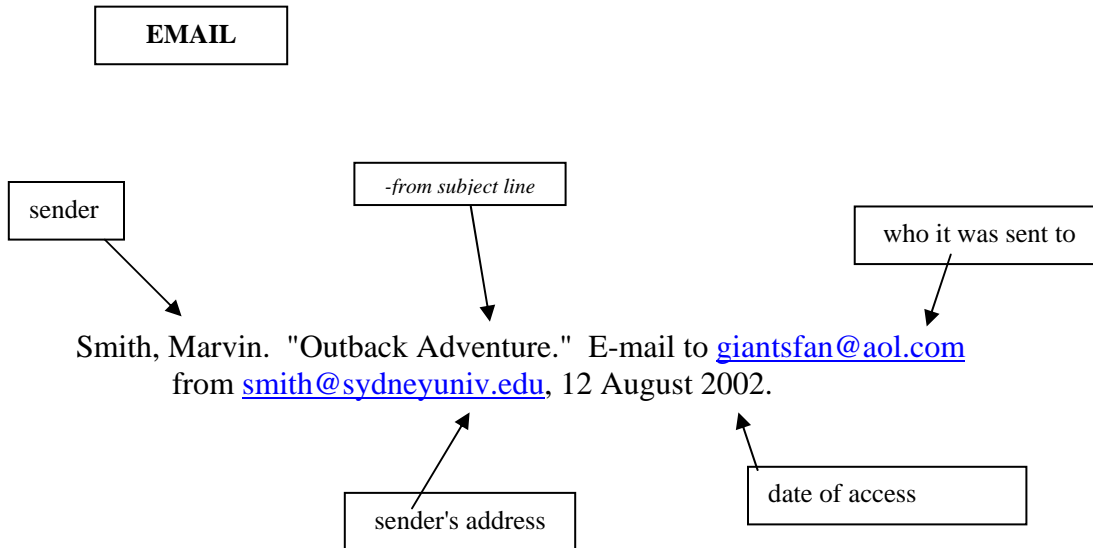 EMAIL
-from subject line
sender
who it was sent to
Smith, Marvin.  "Outback Adventure."  E-mail to giantsfan@aol.com
from smith@sydneyuniv.edu, 12 August 2002.
date of access
sender's address